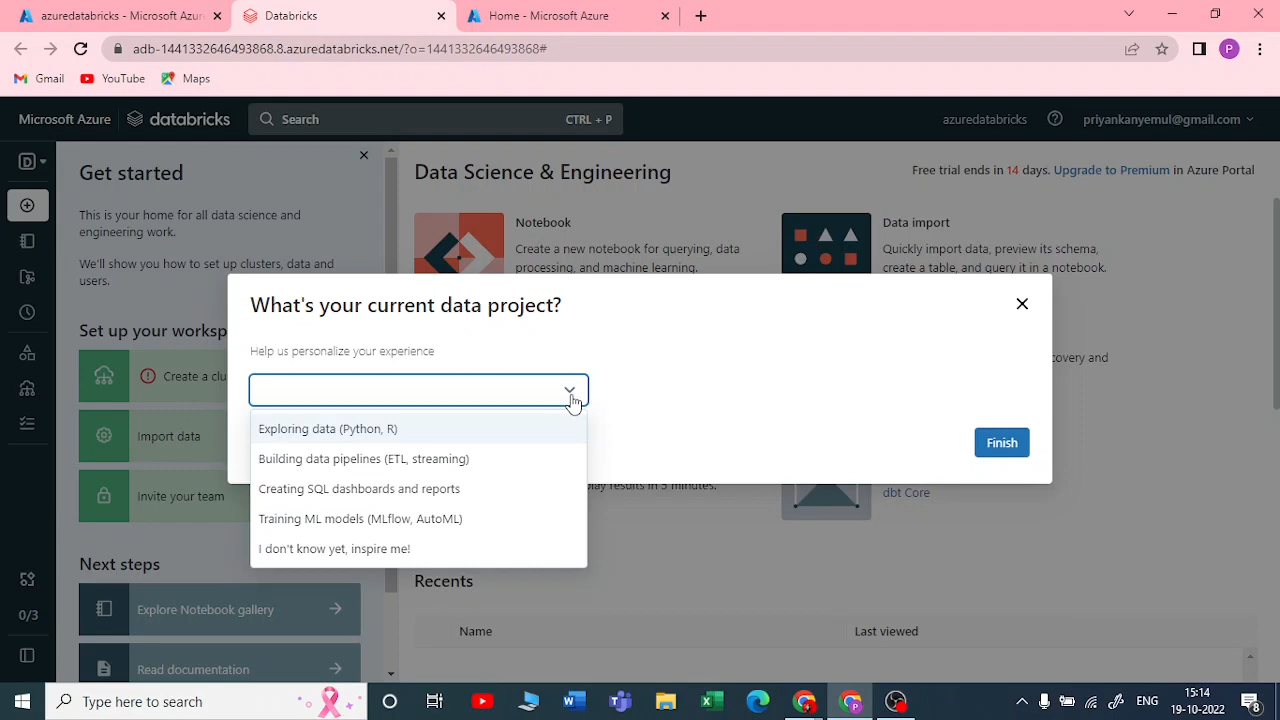 azuredatabricks - Microsoft Azure
Databricks
Home - Microsoft Azure
adb-1441332646493868.8.azuredatabricks.net/?o=1441332646493868#
P
Gmail
YouTube
Maps
Microsoft Azure
databricks
Search
CTRL + P
azuredatabricks
priyankanyemul@gmail.com
D
Get started
This is your home for all data science and
engineering work.
We'll show you how to set up clusters, data and
users.
Set up your worksp
Create a clu
Import data
Invite your team
Next steps
Explore Notebook gallery
Read documentation
0/3
Data Science & Engineering
Free trial ends in 14 days. Upgrade to Premium in Azure Portal
Notebook
Create a new notebook for querying, data
processing, and machine learning.
Data import
Quickly import data, preview its schema,
create a table, and query it in a notebook.
What's your current data project?
Help us personalize your experience
Exploring data (Python, R)
Building data pipelines (ETL, streaming)
Creating SQL dashboards and reports
Training ML models (MLflow, AutoML)
I don't know yet, inspire me!
Finish
covery and
play results in 5 minutes.
dbt Core
Recents
Name
Last viewed
Type here to search
ENG
15:14
19-10-2022
8